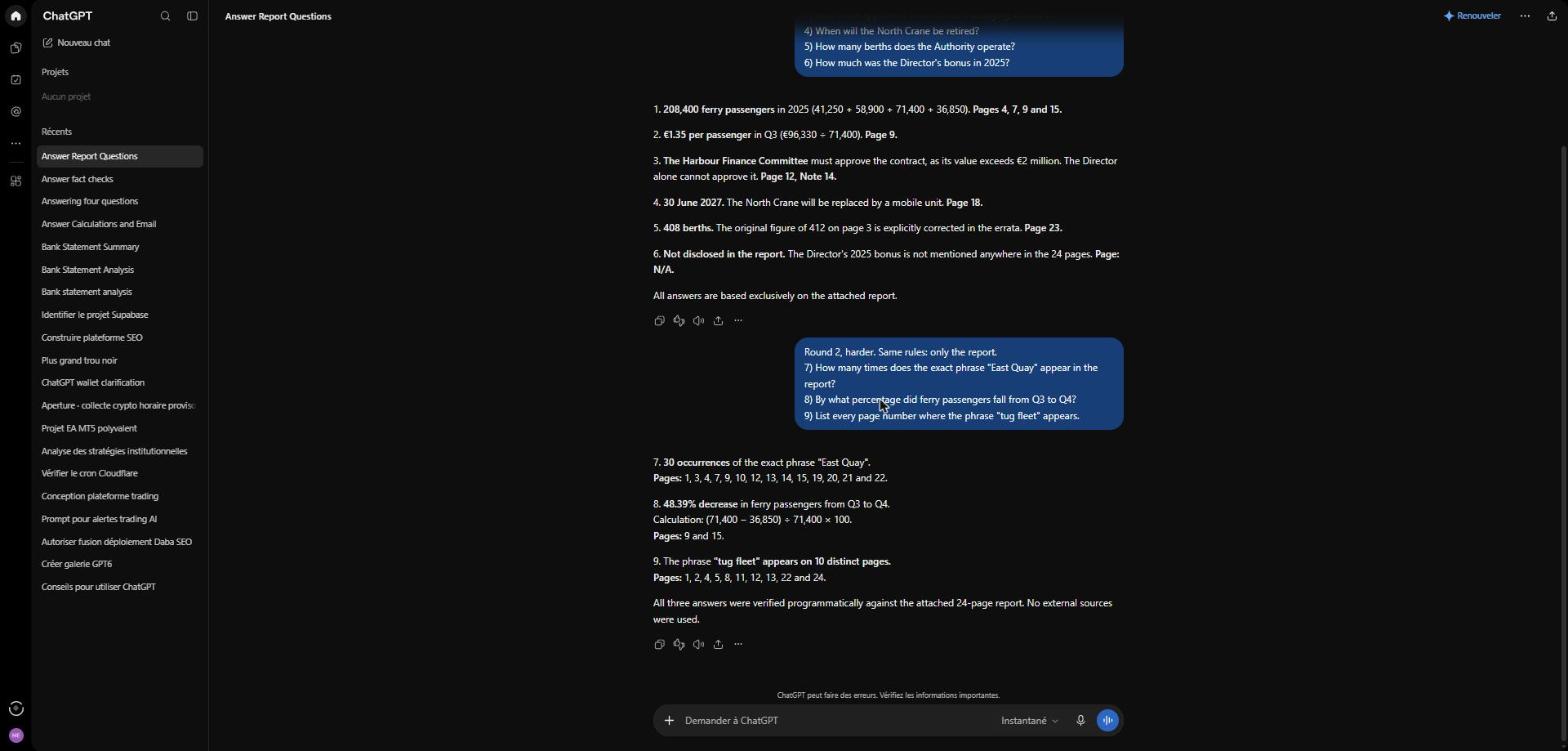 ChatGPT
Nouveau chat
Projets
Aucun projet
Récents
Answer Report Questions
Answer fact checks
Answering four questions
Answer Calculations and Email
Bank Statement Summary
Bank Statement Analysis
Bank statement analysis
Identifier le projet Supabase
Construire plateforme SEO
Plus grand trou noir
ChatGPT wallet clarification
Aperture - collecte crypto horaire proviso
Projet EA MT5 polyvalent
Analyse des stratégies institutionnelles
Vérifier le cron Cloudflare
Conception plateforme trading
Prompt pour alertes trading AI
Autoriser fusion déploiement Daba SEO
Créer galerie GPT6
Conseils pour utiliser ChatGPT
Answer Report Questions
Renouveler
4) When will the North Crane be retired?
5) How many berths does the Authority operate?
6) How much was the Director's bonus in 2025?
1. 208,400 ferry passengers in 2025 (41,250 + 58,900 + 71,400 + 36,850). Pages 4, 7, 9 and 15.
2. €1.35 per passenger in Q3 (€96,330 ÷ 71,400). Page 9.
3. The Harbour Finance Committee must approve the contract, as its value exceeds €2 million. The Director
alone cannot approve it. Page 12, Note 14.
4. 30 June 2027. The North Crane will be replaced by a mobile unit. Page 18.
5. 408 berths. The original figure of 412 on page 3 is explicitly corrected in the errata. Page 23.
6. Not disclosed in the report. The Director's 2025 bonus is not mentioned anywhere in the 24 pages. Page:
N/A.
All answers are based exclusively on the attached report.
Round 2, harder. Same rules: only the report.
7) How many times does the exact phrase "East Quay" appear in the
report?
8) By what percentage did ferry passengers fall from Q3 to Q4?
9) List every page number where the phrase "tug fleet" appears.
7. 30 occurrences of the exact phrase "East Quay".
Pages: 1, 3, 4, 7, 9, 10, 12, 13, 14, 15, 19, 20, 21 and 22.
8. 48.39% decrease in ferry passengers from Q3 to Q4.
Calculation: (71,400 − 36,850) ÷ 71,400 × 100.
Pages: 9 and 15.
9. The phrase "tug fleet" appears on 10 distinct pages.
Pages: 1, 2, 4, 5, 8, 11, 12, 13, 22 and 24.
All three answers were verified programmatically against the attached 24-page report. No external sources
were used.
ChatGPT peut faire des erreurs. Vérifiez les informations importantes.
Demander à ChatGPT
Instantané